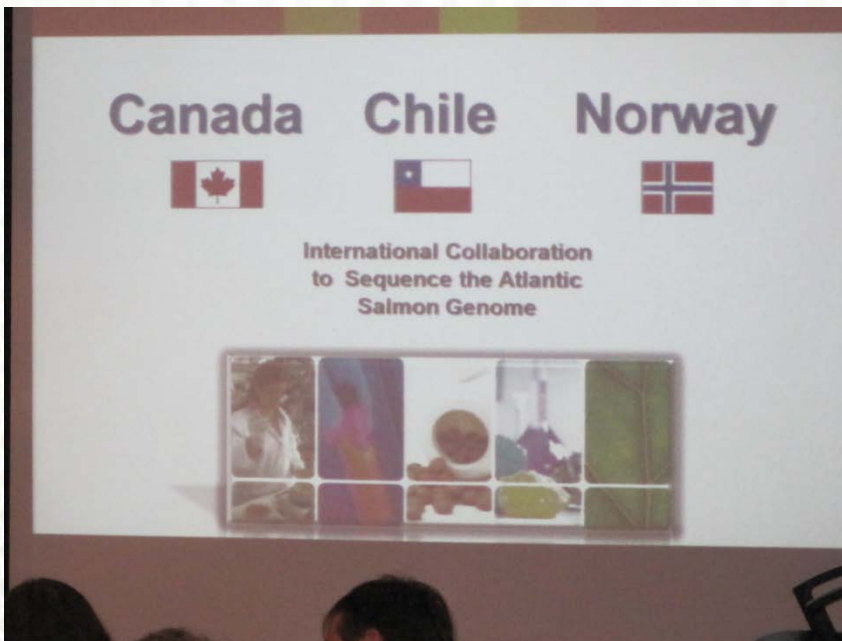 Canada Chile Norway
International Collaboration
to Sequence the Atlantic
Salmon Genome